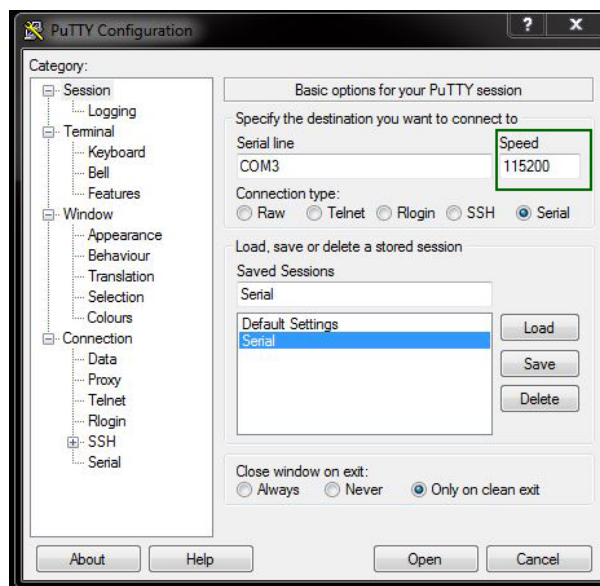 PuTTY Configuration
? X
Category:
Session
Logging
Terminal
Keyboard
Bell
Features
Window
Appearance
Behaviour
Translation
Selection
Colours
Connection
Data
Proxy
Telnet
Rlogin
SSH
Serial
Basic options for your PuTTY session
Specify the destination you want to connect to
Serial line Speed
COM3 115200
Connection type:
Raw Telnet Rlogin SSH Serial
Load, save or delete a stored session
Saved Sessions
Serial
Default Settings
Serial
Load
Save
Delete
Close window on exit:
Always Never Only on clean exit
About Help Open Cancel